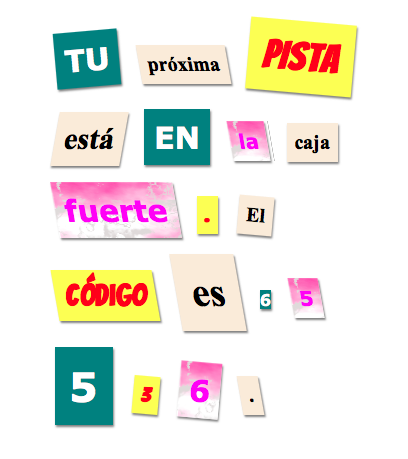 TU próxima PISTA
está EN la caja
fuerte . El
CÓDIGO es 6 5
5 3 6 .